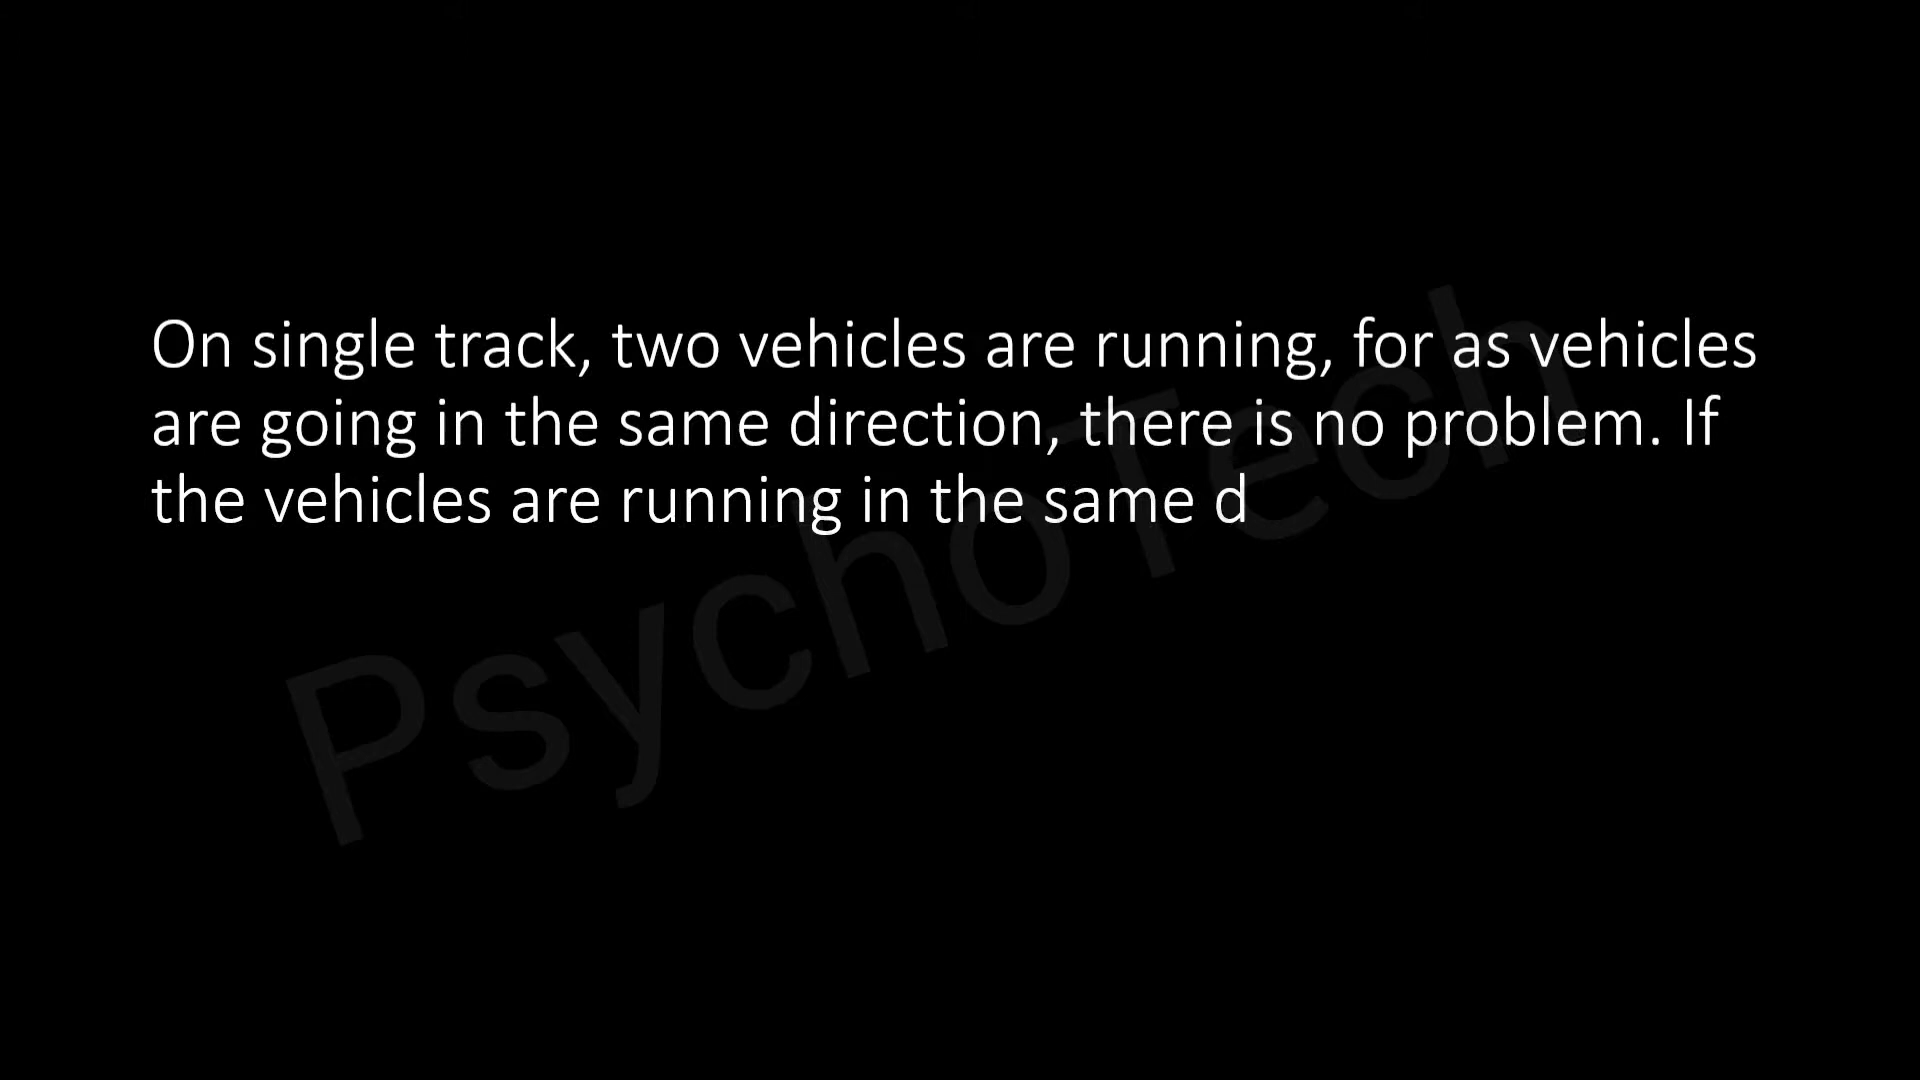 On single track, two vehicles are running, for as vehicles
are going in the same direction, there is no problem. If
the vehicles are running in the same d
PsychoTech